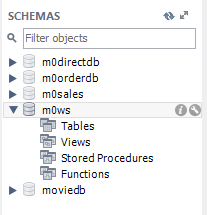 SCHEMAS
Filter objects
m0directdb
m0orderdb
m0sales
m0ws
Tables
Views
Stored Procedures
Functions
moviedb